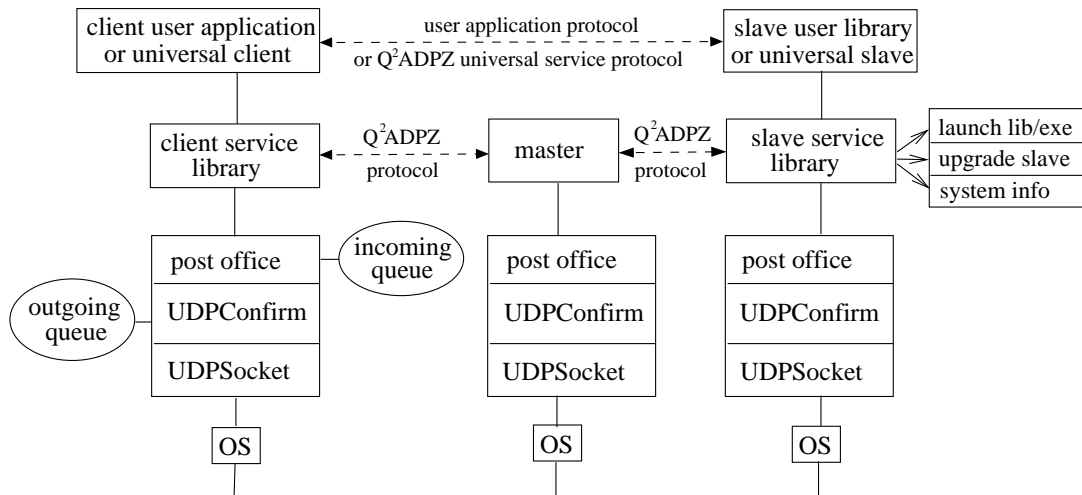 client user application
or universal client
user application protocol
or Q²ADPZ universal service protocol
slave user library
or universal slave
client service
library
Q²ADPZ
protocol
master
Q²ADPZ
protocol
slave service
library
launch lib/exe
upgrade slave
system info
incoming
queue
outgoing
queue
post office
UDPConfirm
UDPSocket
post office
UDPConfirm
UDPSocket
post office
UDPConfirm
UDPSocket
OS
OS
OS